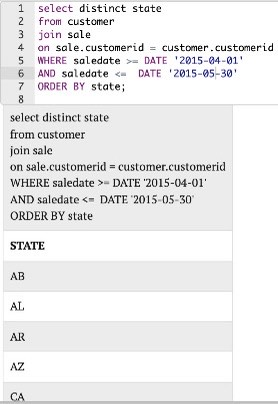 1 select distinct state
2 from customer
3 join sale
4 on sale.customerid = customer.customerid
5 WHERE saledate >= DATE '2015-04-01'
6 AND saledate <= DATE '2015-05-30'
7 ORDER BY state;
8
select distinct state
from customer
join sale
on sale.customerid = customer.customerid
WHERE saledate >= DATE '2015-04-01'
AND saledate <= DATE '2015-05-30'
ORDER BY state
STATE
AB
AL
AR
AZ
CA